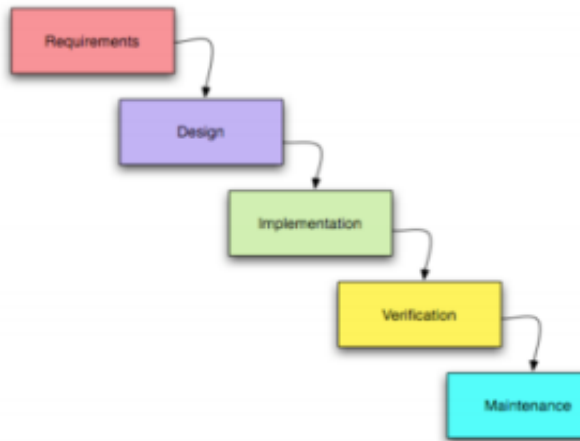 Requirements
Design
Implementation
Verification
Maintenance